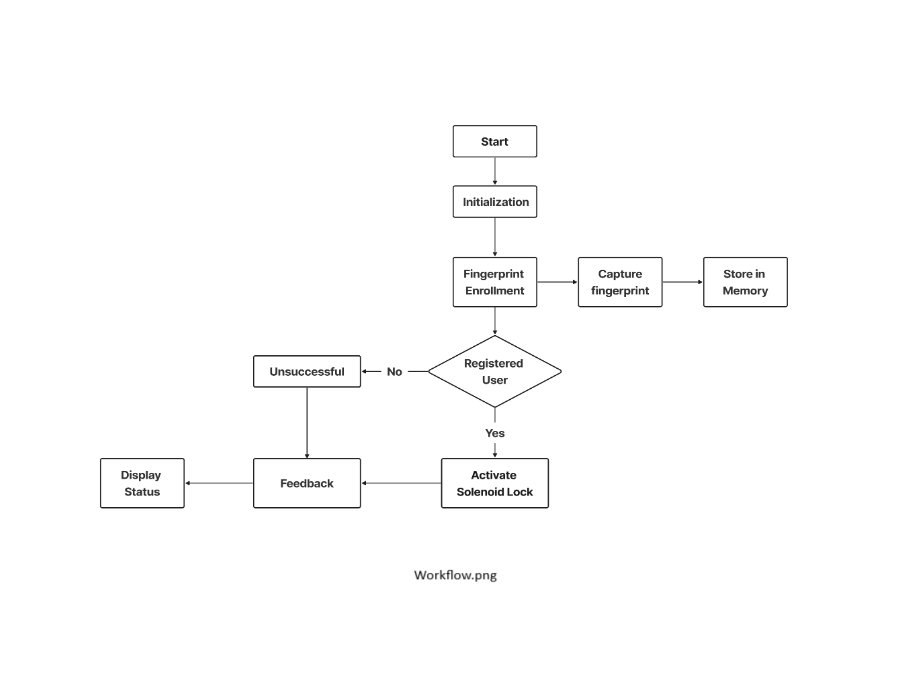 Start
Initialization
Fingerprint
Enrollment
Capture
fingerprint
Store in
Memory
Registered
User
No
Unsuccessful
Yes
Activate
Solenoid Lock
Feedback
Display
Status
Workflow.png